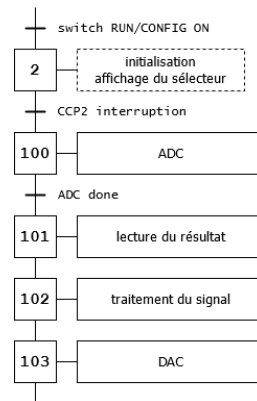 switch RUN/CONFIG ON
2
initialisation
affichage du sélecteur
CCP2 interruption
100
ADC
ADC done
101
lecture du résultat
102
traitement du signal
103
DAC